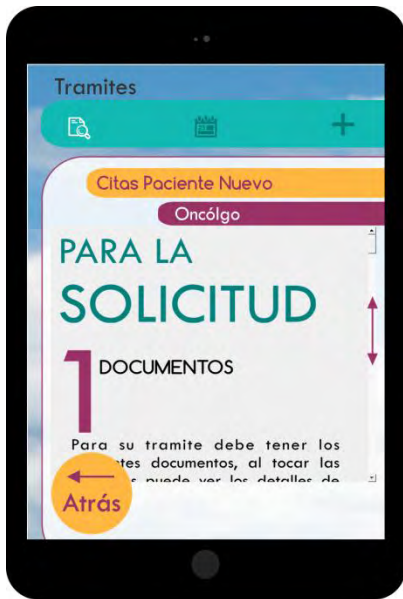 Tramites
Citas Paciente Nuevo
Oncólgo
PARA LA
SOLICITUD
1
DOCUMENTOS
Para su tramite debe tener los
documentos, al tocar las
puede ver los detalles de
Atrás